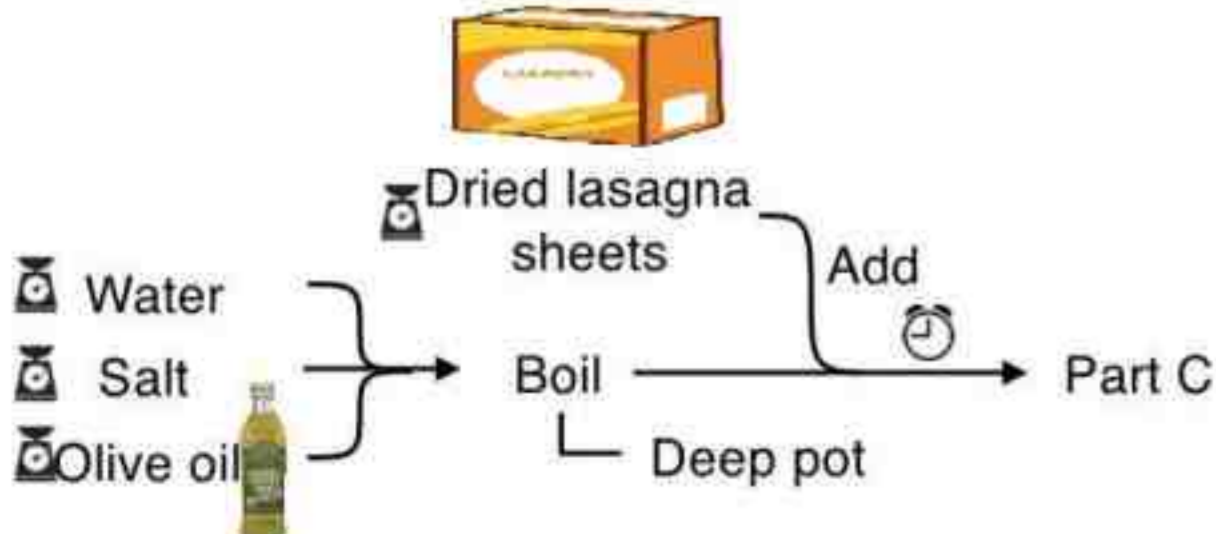 Dried lasagna
sheets
Add
Water
Salt
Boil
Part C
Olive oil
Deep pot